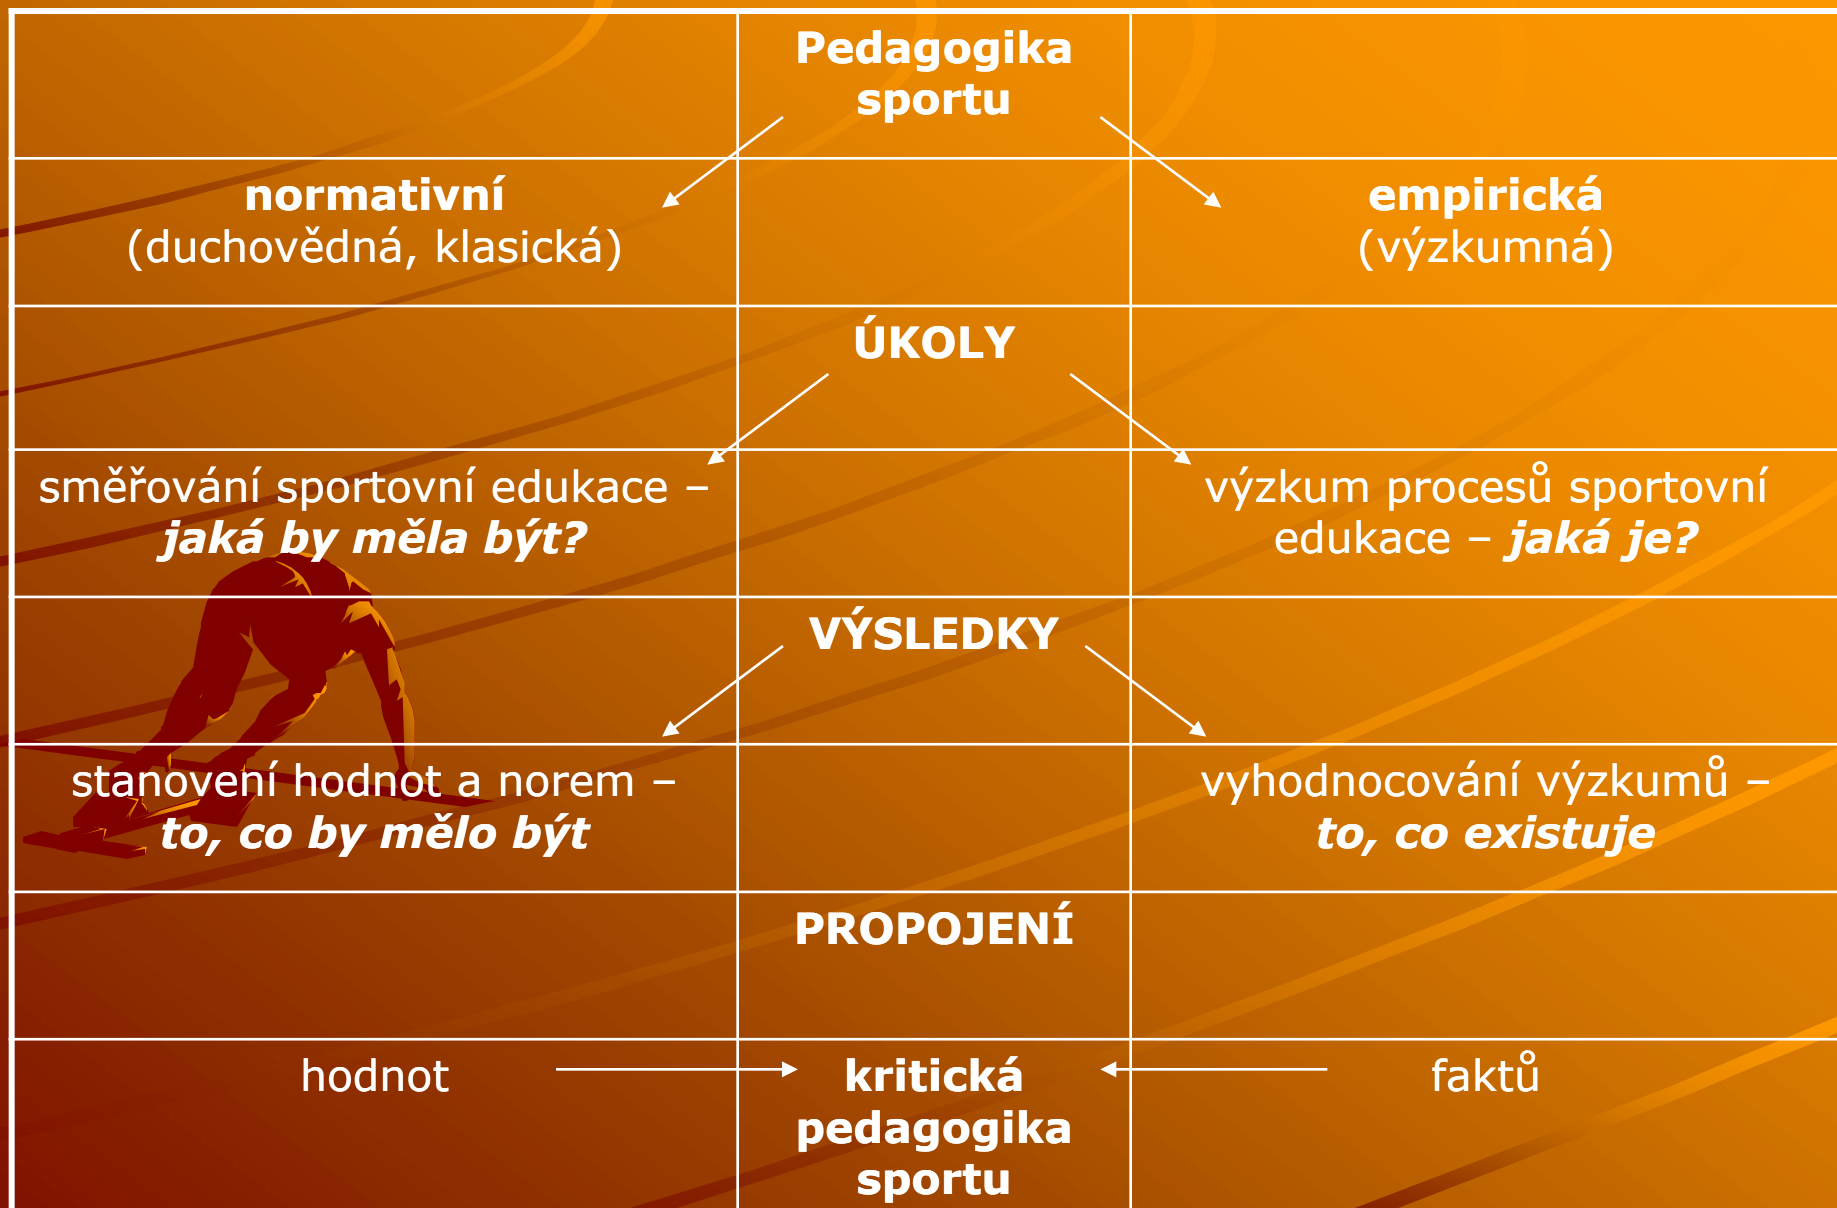 Pedagogika
sportu
normativní
(duchovědná, klasická)
empirická
(výzkumná)
ÚKOLY
směřování sportovní edukace –
jaká by měla být?
výzkum procesů sportovní
edukace – jaká je?
VÝSLEDKY
stanovení hodnot a norem –
to, co by mělo být
vyhodnocování výzkumů –
to, co existuje
PROPOJENÍ
hodnot
kritická
pedagogika
sportu
faktů